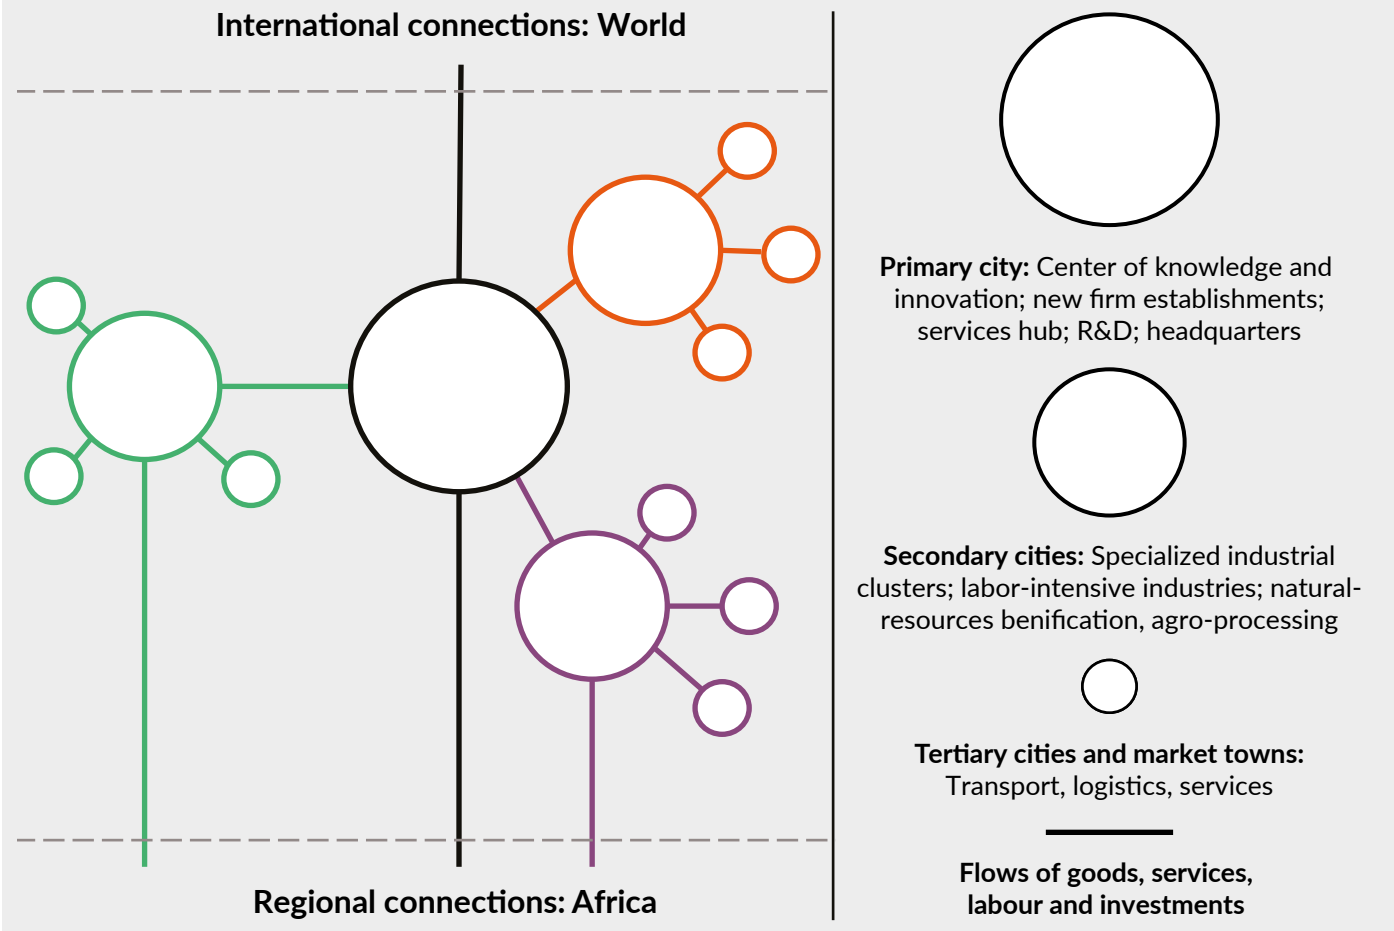 International connections: World
Regional connections: Africa
Primary city: Center of knowledge and
innovation; new firm establishments;
services hub; R&D; headquarters
Secondary cities: Specialized industrial
clusters; labor-intensive industries; natural-
resources benification, agro-processing
Tertiary cities and market towns:
Transport, logistics, services
Flows of goods, services,
labour and investments